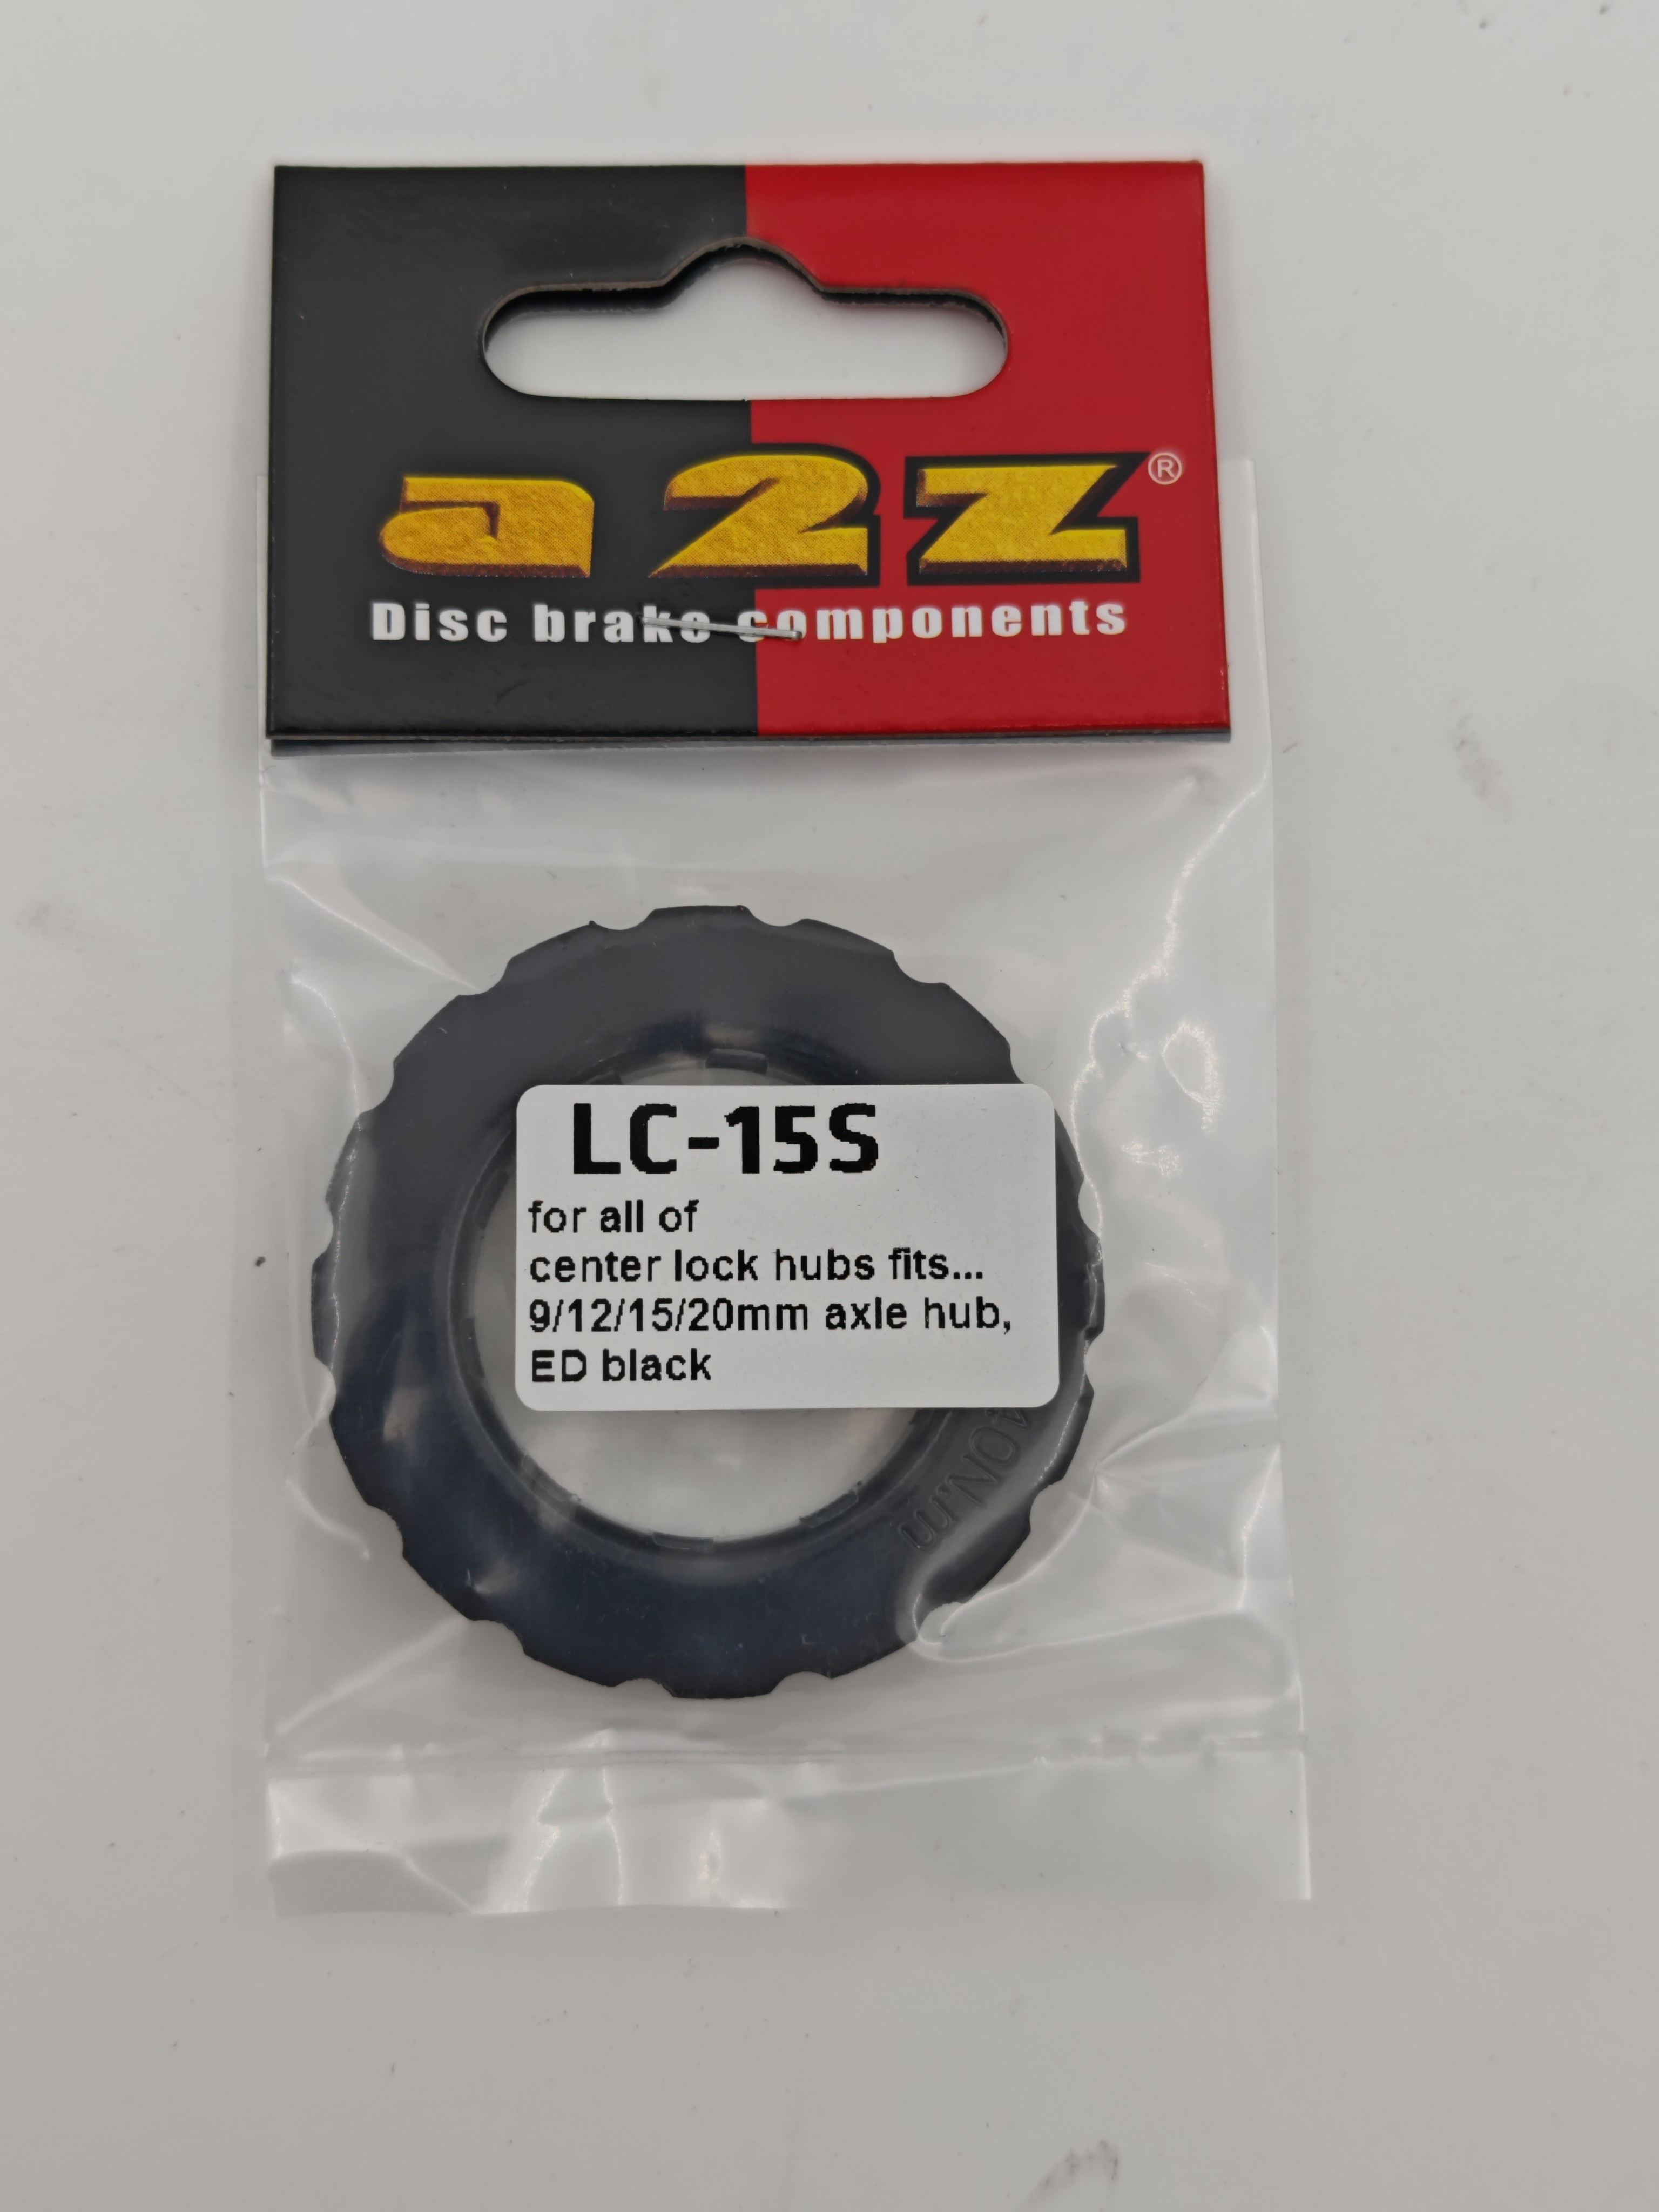 a2z®
Disc brake components
LC-15S
for all of
center lock hubs fits...
9/12/15/20mm axle hub,
ED black
40N.m